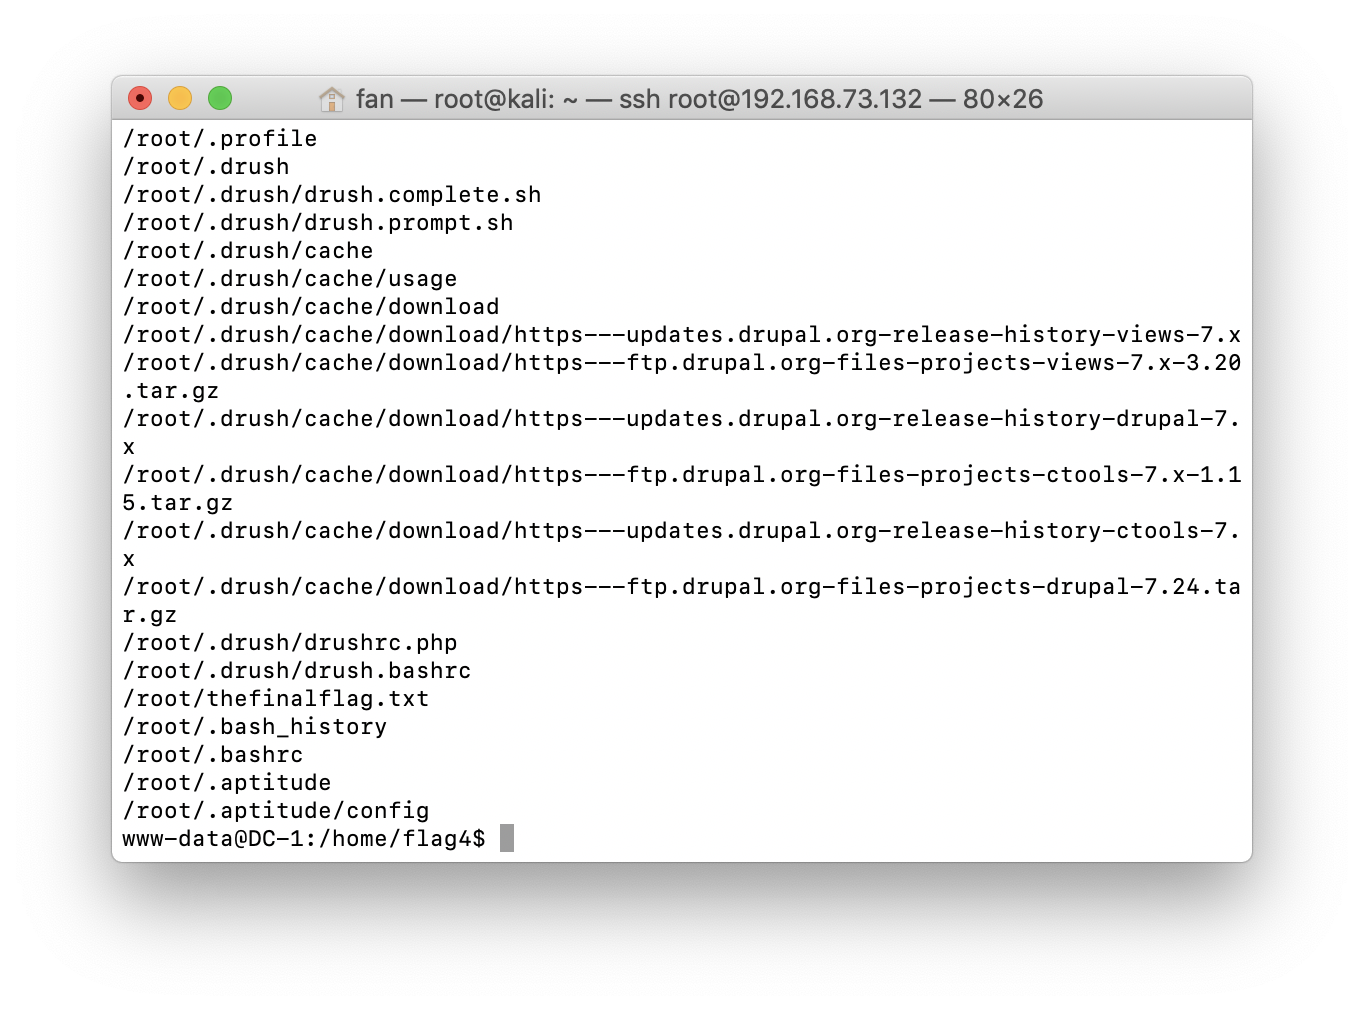 fan — root@kali: ~ — ssh root@192.168.73.132 — 80×26
/root/.profile
/root/.drush
/root/.drush/drush.complete.sh
/root/.drush/drush.prompt.sh
/root/.drush/cache
/root/.drush/cache/usage
/root/.drush/cache/download
/root/.drush/cache/download/https---updates.drupal.org-release-history-views-7.x
/root/.drush/cache/download/https---ftp.drupal.org-files-projects-views-7.x-3.20
.tar.gz
/root/.drush/cache/download/https---updates.drupal.org-release-history-drupal-7.
x
/root/.drush/cache/download/https---ftp.drupal.org-files-projects-ctools-7.x-1.1
5.tar.gz
/root/.drush/cache/download/https---updates.drupal.org-release-history-ctools-7.
x
/root/.drush/cache/download/https---ftp.drupal.org-files-projects-drupal-7.24.ta
r.gz
/root/.drush/drushrc.php
/root/.drush/drush.bashrc
/root/thefinalflag.txt
/root/.bash_history
/root/.bashrc
/root/.aptitude
/root/.aptitude/config
www-data@DC-1:/home/flag4$